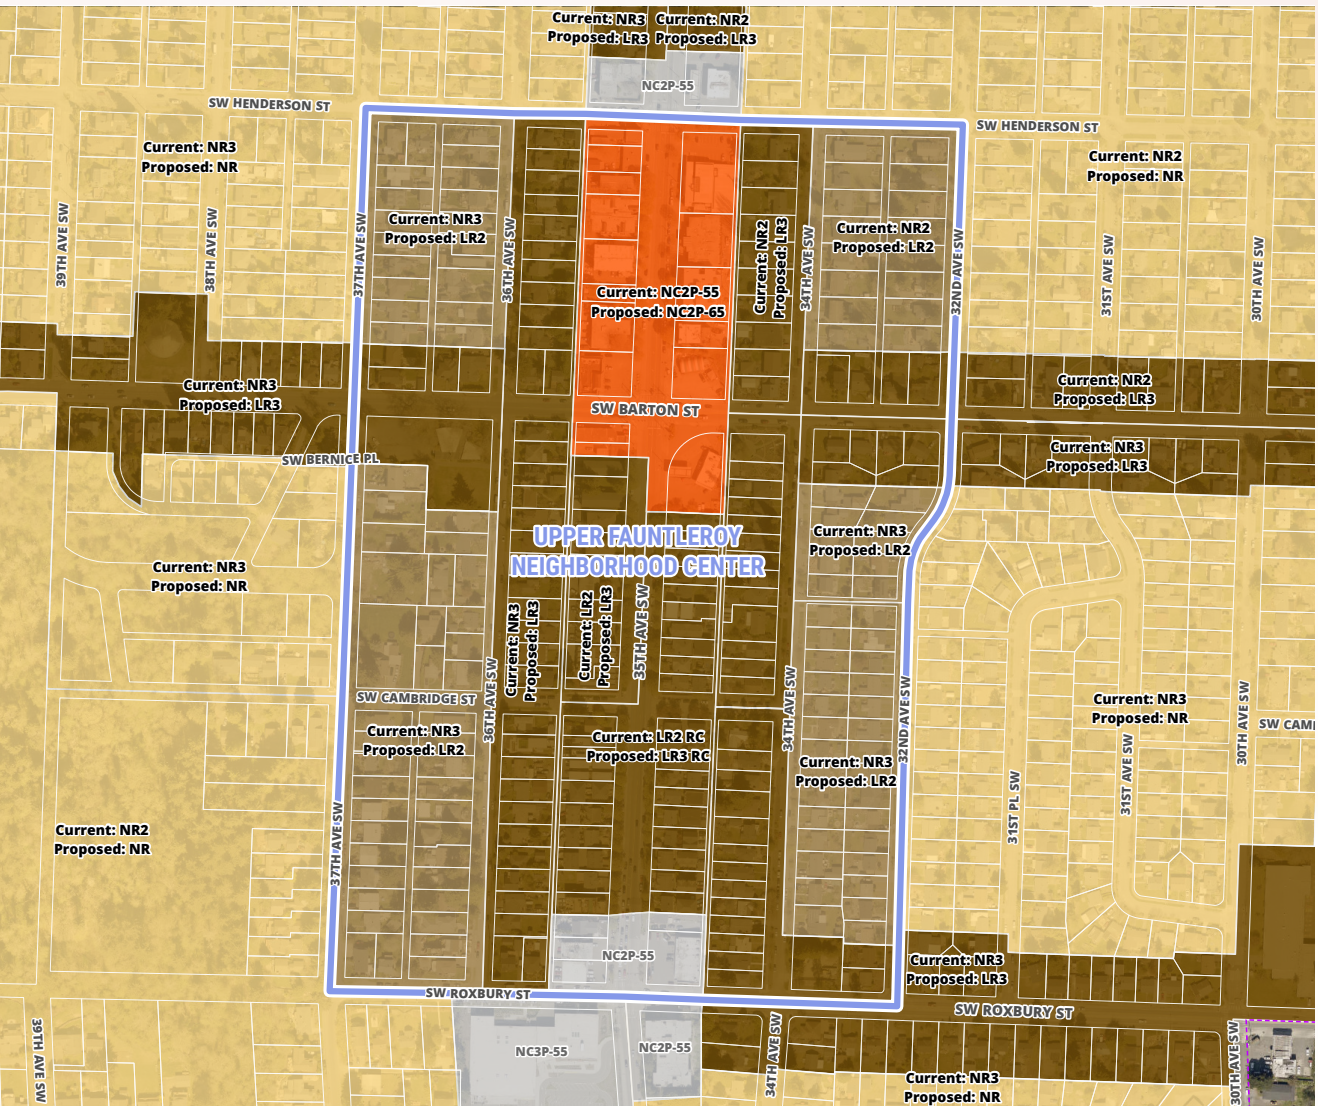 Current: NR3
Proposed: LR3
Current: NR2
Proposed: LR3
NC2P-55
SW HENDERSON ST
SW HENDERSON ST
Current: NR3
Proposed: NR
Current: NR2
Proposed: NR
39TH AVE SW
38TH AVE SW
37TH AVE SW
Current: NR3
Proposed: LR2
36TH AVE SW
Current: NC2P-55
Proposed: NC2P-65
Current: NR2
Proposed: LR3
34TH AVE SW
Current: NR2
Proposed: LR2
32ND AVE SW
31ST AVE SW
30TH AVE SW
Current: NR3
Proposed: LR3
SW BARTON ST
Current: NR2
Proposed: LR3
SW BERNICE PL
Current: NR3
Proposed: LR3
UPPER FAUNTLEROY
NEIGHBORHOOD CENTER
Current: NR3
Proposed: LR2
Current: NR3
Proposed: NR
Current: NR3
Proposed: LR3
Current: LR2
Proposed: LR3
35TH AVE SW
36TH AVE SW
34TH AVE SW
32ND AVE SW
SW CAMBRIDGE ST
Current: NR3
Proposed: NR
30TH AVE SW
SW CAM
Current: NR3
Proposed: LR2
Current: LR2 RC
Proposed: LR3 RC
Current: NR3
Proposed: LR2
31ST PL SW
31ST AVE SW
Current: NR2
Proposed: NR
37TH AVE SW
NC2P-55
Current: NR3
Proposed: LR3
SW ROXBURY ST
SW ROXBURY ST
39TH AVE SW
NC3P-55
NC2P-55
34TH AVE SW
Current: NR3
Proposed: NR
30TH AVE SW